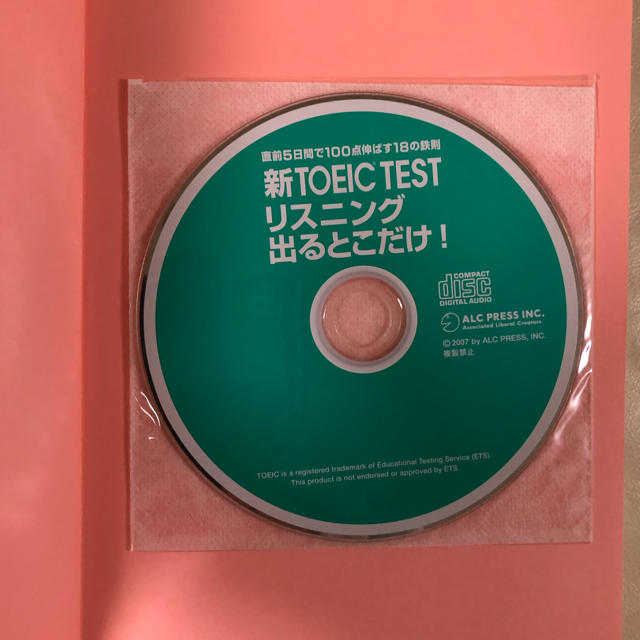 直前5日間で100点伸ばす18の鉄則
新TOEIC® TEST
リスニング
出るとこだけ!
COMPACT
disc
DIGITAL AUDIO
ALC PRESS INC.
Associated Liberal Creators
© 2007 by ALC PRESS, INC.
複製禁止
TOEIC is a registered trademark of Educational Testing Service (ETS).
This product is not endorsed or approved by ETS.